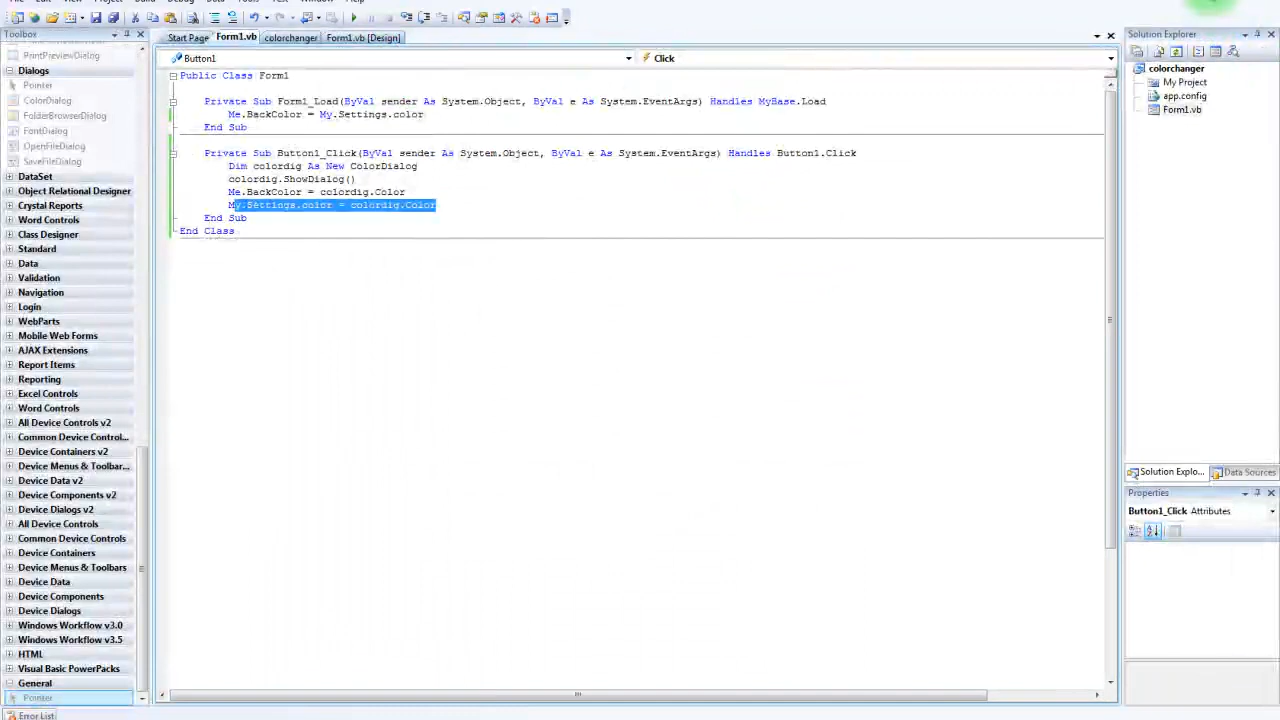 Toolbox
PrintPreviewDialog
Dialogs
Pointer
ColorDialog
FolderBrowserDialog
FontDialog
OpenFileDialog
SaveFileDialog
DataSet
Object Relational Designer
Crystal Reports
Word Controls
Class Designer
Standard
Data
Validation
Navigation
Login
WebParts
Mobile Web Forms
AJAX Extensions
Report Items
Reporting
Excel Controls
Word Controls
All Device Controls v2
Common Device Control...
Device Containers v2
Device Menus & Toolbar...
Device Data v2
Device Components v2
Device Dialogs v2
All Device Controls
Common Device Controls
Device Containers
Device Menus & Toolbars
Device Data
Device Components
Device Dialogs
Windows Workflow v3.0
Windows Workflow v3.5
HTML
Visual Basic PowerPacks
General
Pointer
Error List
Start Page Form1.vb colorchanger Form1.vb [Design]
Button1 Click
Public Class Form1
Private Sub Form1_Load(ByVal sender As System.Object, ByVal e As System.EventArgs) Handles MyBase.Load
Me.BackColor = My.Settings.color
End Sub
Private Sub Button1_Click(ByVal sender As System.Object, ByVal e As System.EventArgs) Handles Button1.Click
Dim colordig As New ColorDialog
colordig.ShowDialog()
Me.BackColor = colordig.Color
My.Settings.color = colordig.Color
End Sub
End Class
Solution Explorer
colorchanger
My Project
app.config
Form1.vb
Solution Explo... Data Sources
Properties
Button1_Click Attributes